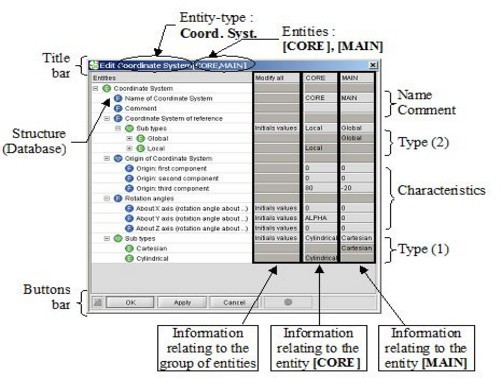 Entity-type :
Coord. Syst.
Entities :
[CORE], [MAIN]
Title
bar
Edit Coordinate System[CORE,MAIN]
Entities Modify all CORE MAIN
Coordinate System
Name of Coordinate System CORE MAIN
Comment
Coordinate System of reference
Sub types Initials values Local Global
Global Global
Local Local
Origin of Coordinate System
Origin: first component 0 0
Origin: second component 0 0
Origin: third component 80 -20
Rotation angles
About X axis (rotation angle about...) Initials values 0 0
About Y axis (rotation angle about...) Initials values ALPHA 0
About Z axis (rotation angle about...) Initials values 0 0
Sub types Initials values Cylindrical Cartesian
Cartesian Cartesian
Cylindrical Cylindrical
OK Apply Cancel
Structure
(Database)
Name
Comment
Type (2)
Characteristics
Type (1)
Buttons
bar
Information
relating to the
group of entities
Information
relating to the
entity [CORE]
Information
relating to the
entity [MAIN]